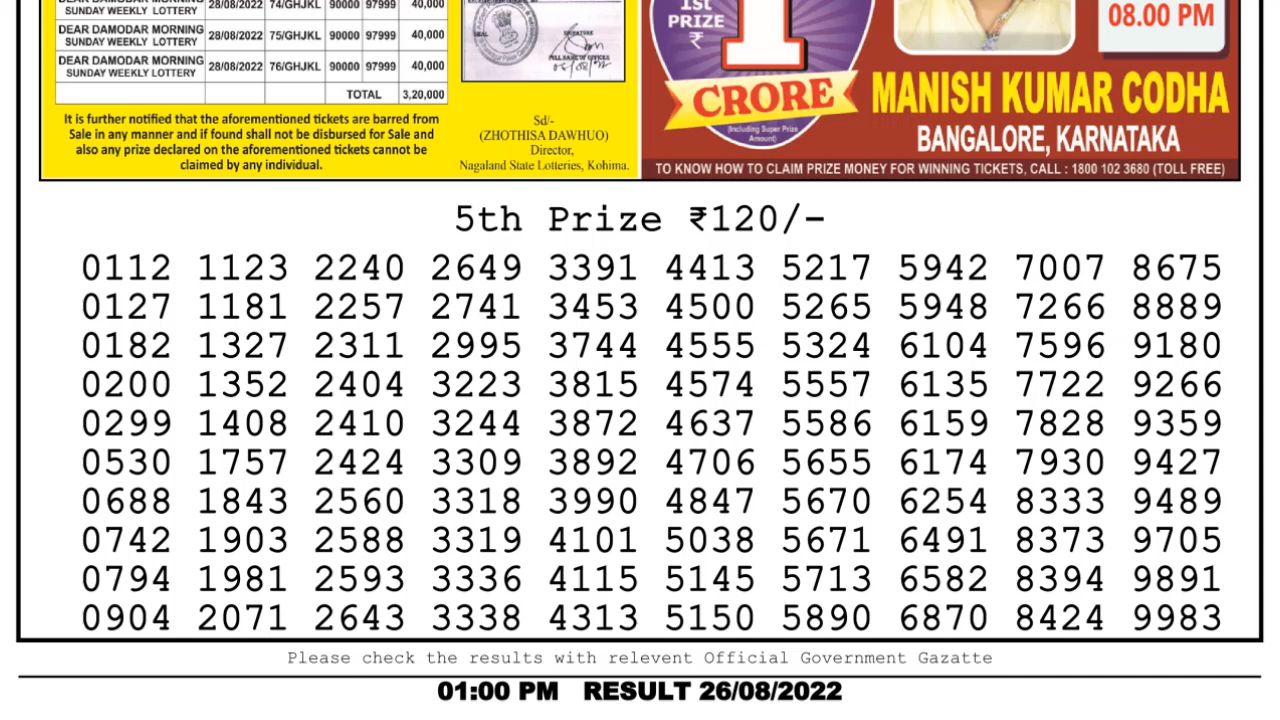 DEAR DAMODAR MORNING
SUNDAY WEEKLY LOTTERY 28/08/2022 74/GHJKL 90000 97999 40,000
DEAR DAMODAR MORNING
SUNDAY WEEKLY LOTTERY 28/08/2022 75/GHJKL 90000 97999 40,000
DEAR DAMODAR MORNING
SUNDAY WEEKLY LOTTERY 28/08/2022 76/GHJKL 90000 97999 40,000
TOTAL 3,20,000
It is further notified that the aforementioned tickets are barred from
Sale in any manner and if found shall not be disbursed for Sale and
also any prize declared on the aforementioned tickets cannot be
claimed by any individual.
Sd/-
(ZHOTHISA DAWHUO)
Director,
Nagaland State Lotteries, Kohima.
1st
PRIZE
₹
1
CRORE
(Including Super Prize
Amount)
08.00 PM
MANISH KUMAR CODHA
BANGALORE, KARNATAKA
TO KNOW HOW TO CLAIM PRIZE MONEY FOR WINNING TICKETS, CALL : 1800 102 3680 (TOLL FREE)
5th Prize ₹120/-
0112 1123 2240 2649 3391 4413 5217 5942 7007 8675
0127 1181 2257 2741 3453 4500 5265 5948 7266 8889
0182 1327 2311 2995 3744 4555 5324 6104 7596 9180
0200 1352 2404 3223 3815 4574 5557 6135 7722 9266
0299 1408 2410 3244 3872 4637 5586 6159 7828 9359
0530 1757 2424 3309 3892 4706 5655 6174 7930 9427
0688 1843 2560 3318 3990 4847 5670 6254 8333 9489
0742 1903 2588 3319 4101 5038 5671 6491 8373 9705
0794 1981 2593 3336 4115 5145 5713 6582 8394 9891
0904 2071 2643 3338 4313 5150 5890 6870 8424 9983
Please check the results with relevent Official Government Gazatte
01:00 PM RESULT 26/08/2022